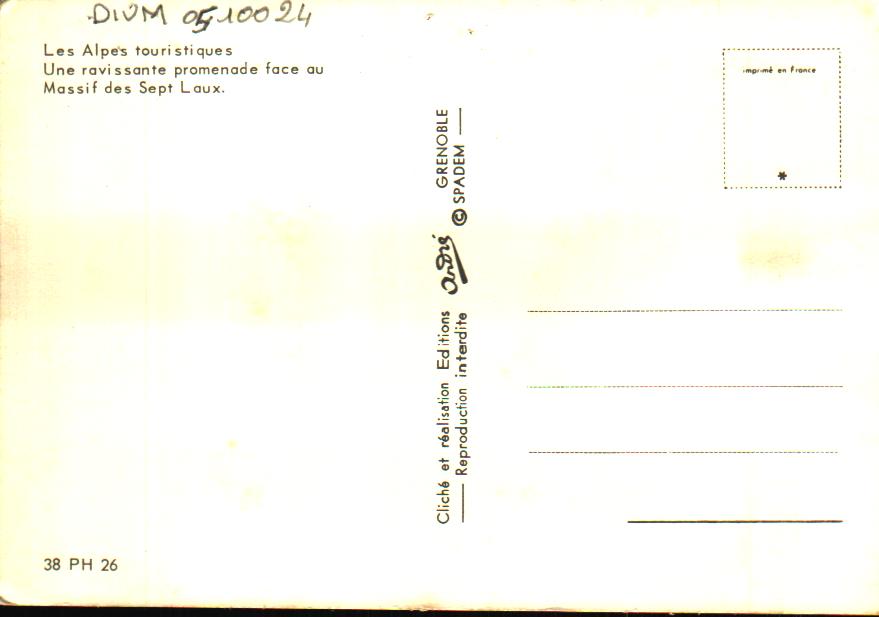 DIVM 0510024
Les Alpes touristiques
Une ravissante promenade face au
Massif des Sept Laux.
Cliché et réalisation Editions André GRENOBLE
Reproduction interdite © SPADEM
imprimé en France
*
38 PH 26